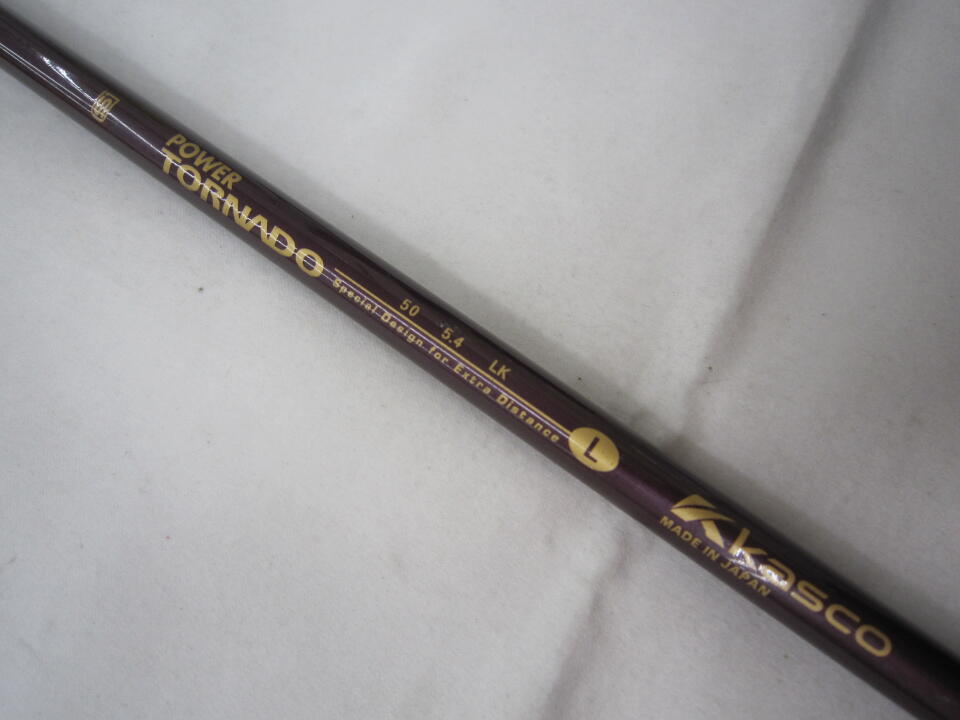 POWER
TORNADO
50 5.4 LK
Special Design for Extra Distance
L
Kasco
MADE IN JAPAN